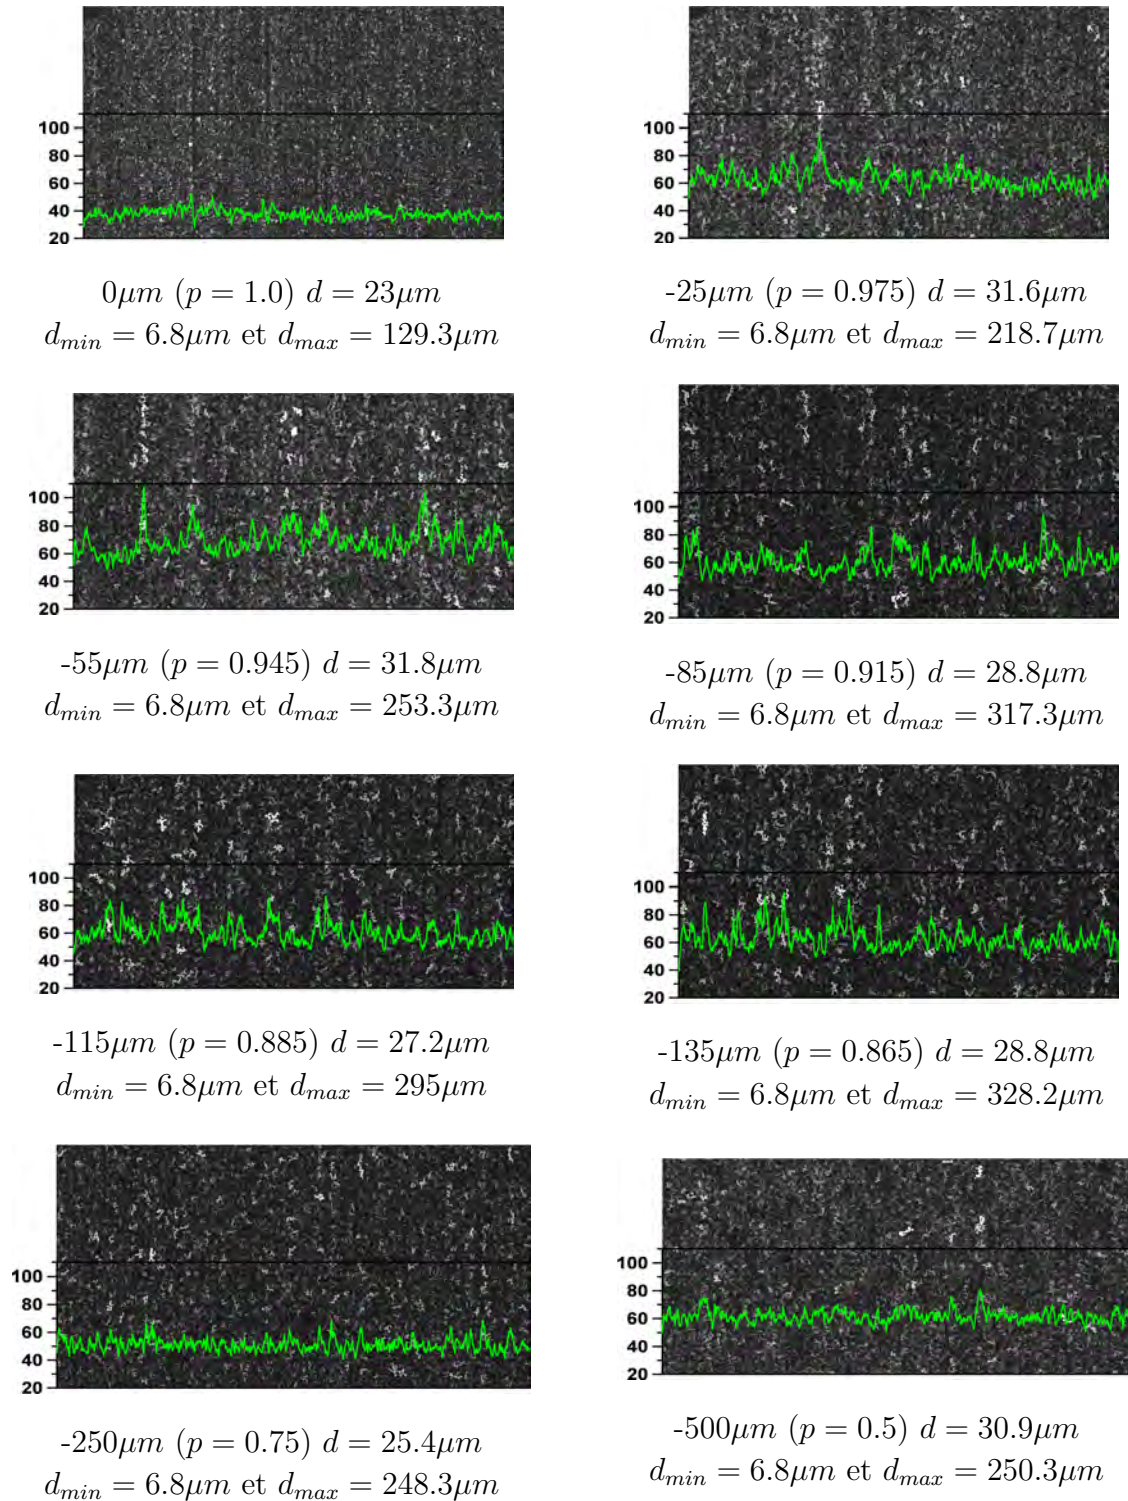 100
80
60
40
20
0μm (p = 1.0) d = 23μm
d_min = 6.8μm et d_max = 129.3μm
100
80
60
40
20
-25μm (p = 0.975) d = 31.6μm
d_min = 6.8μm et d_max = 218.7μm
100
80
60
40
20
-55μm (p = 0.945) d = 31.8μm
d_min = 6.8μm et d_max = 253.3μm
100
80
60
40
20
-85μm (p = 0.915) d = 28.8μm
d_min = 6.8μm et d_max = 317.3μm
100
80
60
40
20
-115μm (p = 0.885) d = 27.2μm
d_min = 6.8μm et d_max = 295μm
100
80
60
40
20
-135μm (p = 0.865) d = 28.8μm
d_min = 6.8μm et d_max = 328.2μm
100
80
60
40
20
-250μm (p = 0.75) d = 25.4μm
d_min = 6.8μm et d_max = 248.3μm
100
80
60
40
20
-500μm (p = 0.5) d = 30.9μm
d_min = 6.8μm et d_max = 250.3μm